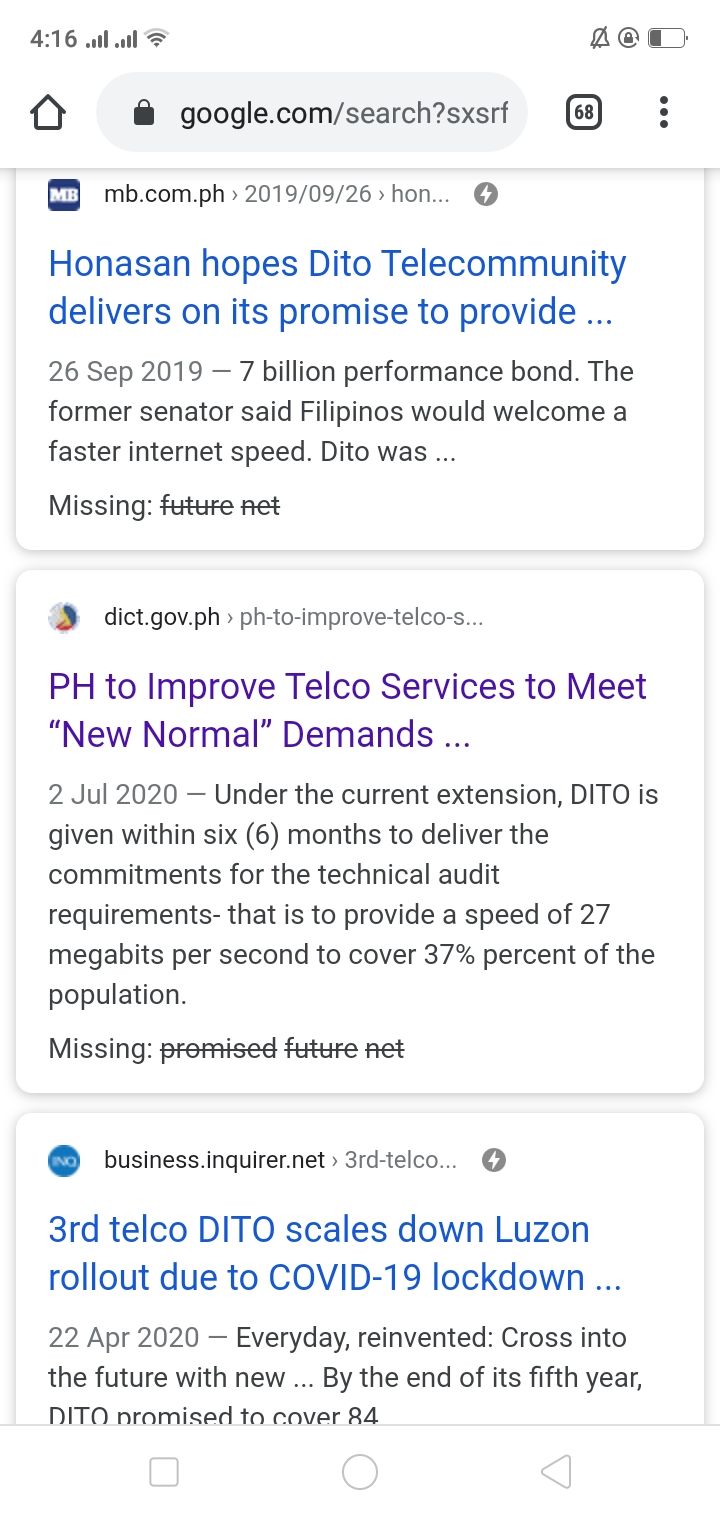 4:16
google.com/search?sxsrf
68
MB
mb.com.ph › 2019/09/26 › hon...
Honasan hopes Dito Telecommunity
delivers on its promise to provide ...
26 Sep 2019 — 7 billion performance bond. The
former senator said Filipinos would welcome a
faster internet speed. Dito was ...
Missing: future net
dict.gov.ph › ph-to-improve-telco-s...
PH to Improve Telco Services to Meet
“New Normal” Demands ...
2 Jul 2020 — Under the current extension, DITO is
given within six (6) months to deliver the
commitments for the technical audit
requirements- that is to provide a speed of 27
megabits per second to cover 37% percent of the
population.
Missing: promised future net
INQ
business.inquirer.net › 3rd-telco...
3rd telco DITO scales down Luzon
rollout due to COVID-19 lockdown ...
22 Apr 2020 — Everyday, reinvented: Cross into
the future with new ... By the end of its fifth year,
DITO promised to cover 84